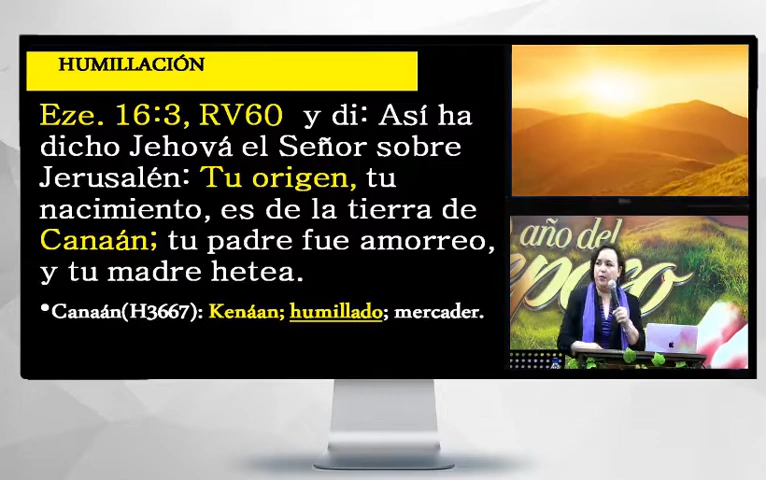 HUMILLACIÓN
Eze. 16:3, RV60 y di: Así ha
dicho Jehová el Señor sobre
Jerusalén: Tu origen, tu
nacimiento, es de la tierra de
Canaán; tu padre fue amorreo,
y tu madre hetea.
•Canaán(H3667): Kenáan; humillado; mercader.
año del